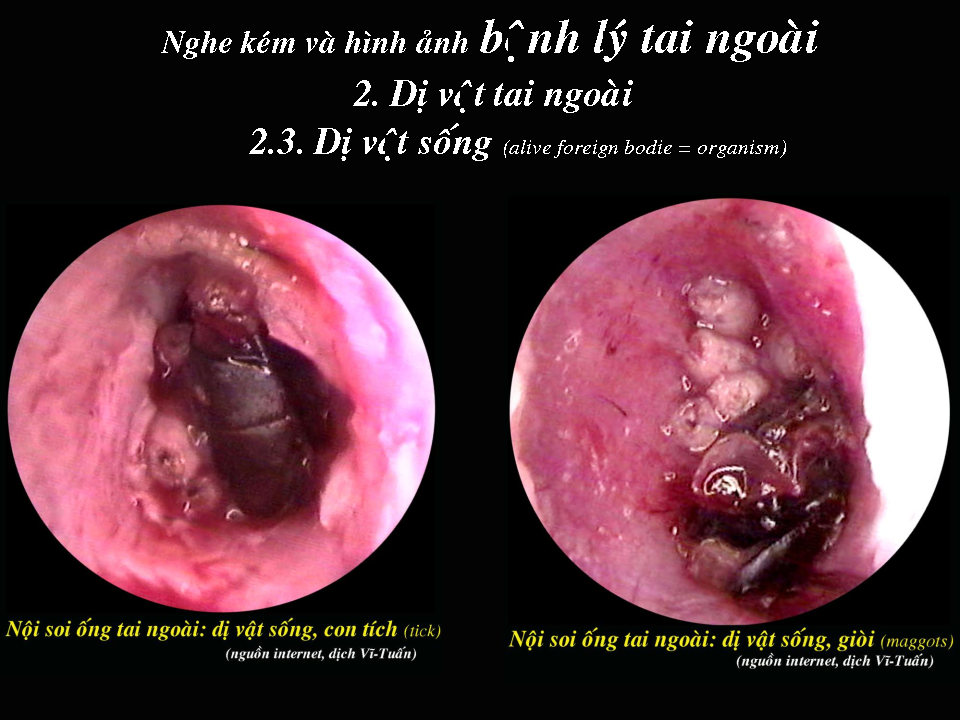 Nghe kém và hình ảnh bệnh lý tai ngoài
2. Dị vật tai ngoài
2.3. Dị vật sống (alive foreign bodie = organism)
Nội soi ống tai ngoài: dị vật sống, con tích (tick)
(nguồn internet, dịch Vĩ-Tuấn)
Nội soi ống tai ngoài: dị vật sống, giòi (maggots)
(nguồn internet, dịch Vĩ-Tuấn)